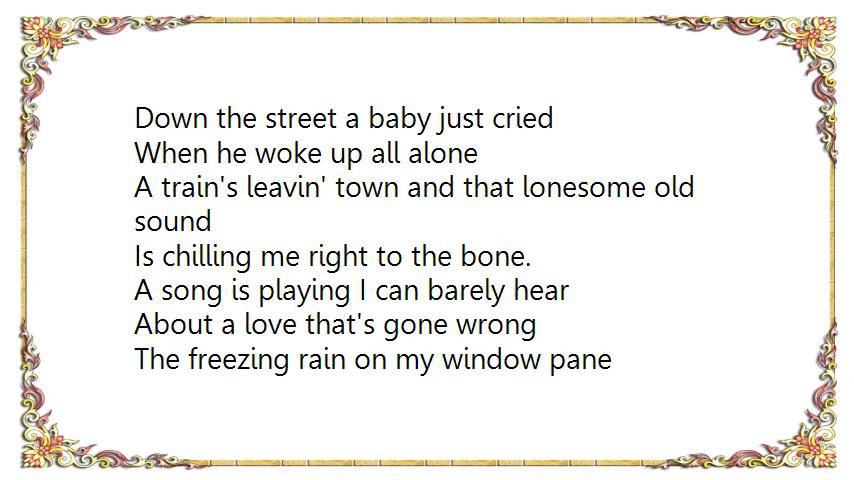 Down the street a baby just cried
When he woke up all alone
A train's leavin' town and that lonesome old
sound
Is chilling me right to the bone.
A song is playing I can barely hear
About a love that's gone wrong
The freezing rain on my window pane